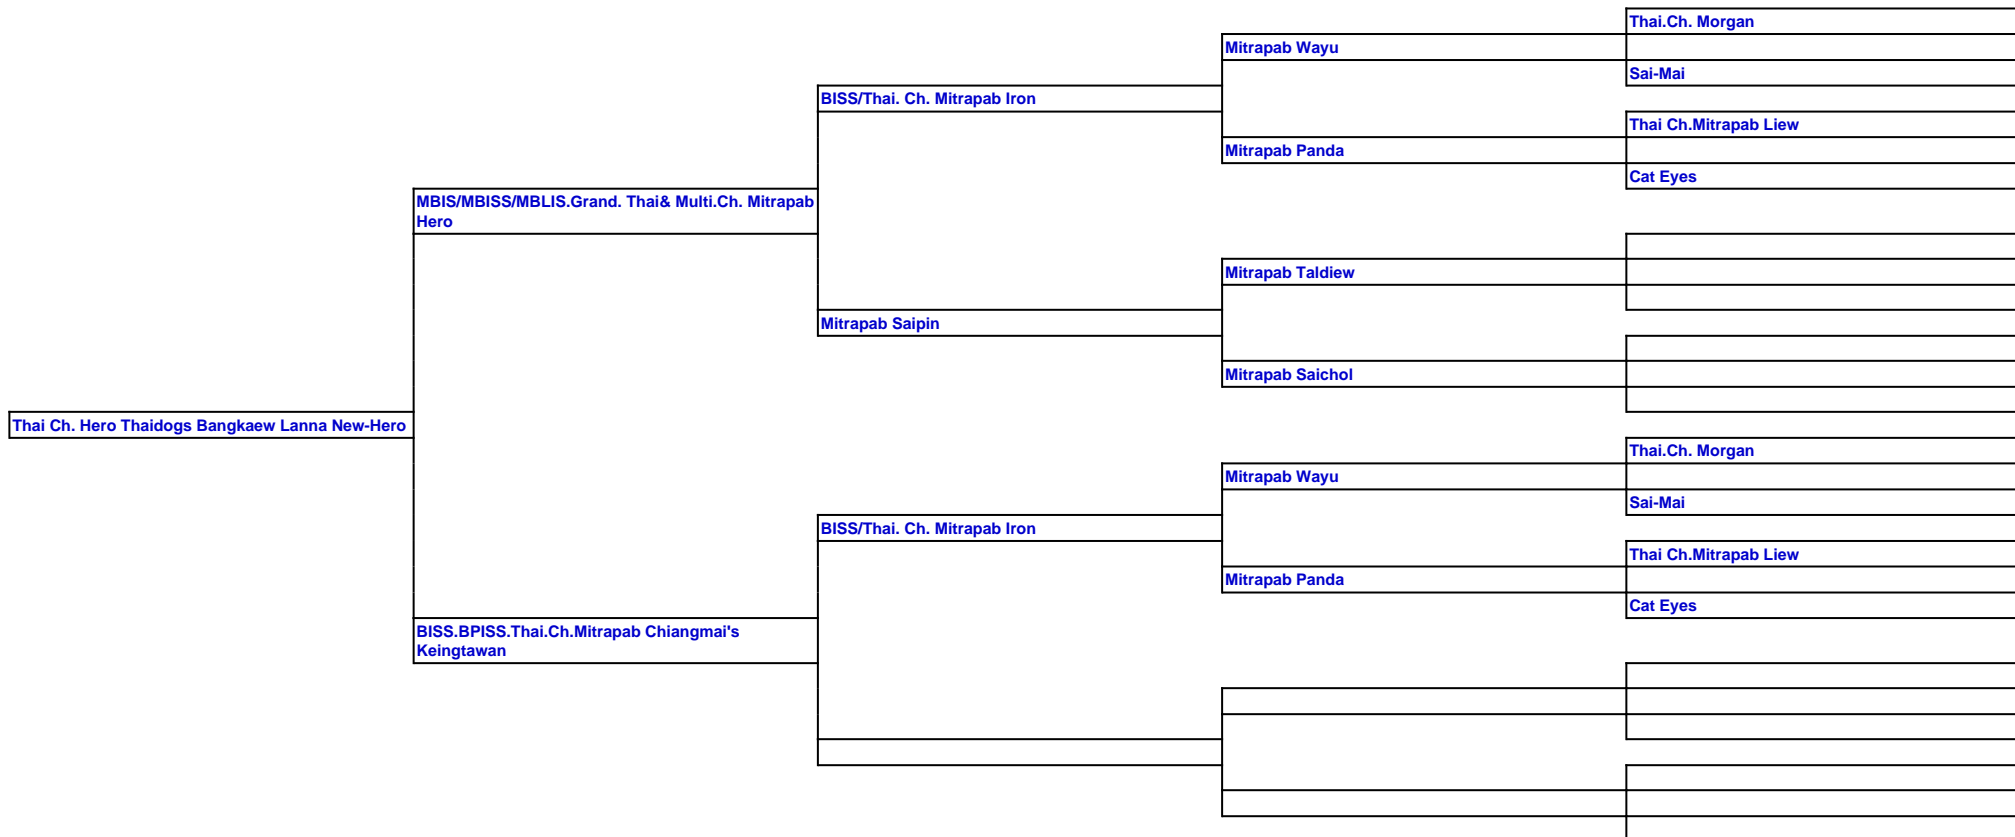 Thai.Ch. Morgan
Mitrapab Wayu
Sai-Mai
BISS/Thai. Ch. Mitrapab Iron
Thai Ch.Mitrapab Liew
Mitrapab Panda
Cat Eyes
MBIS/MBISS/MBLIS.Grand. Thai& Multi.Ch. Mitrapab
Hero
Mitrapab Taldiew
Mitrapab Saipin
Mitrapab Saichol
Thai Ch. Hero Thaidogs Bangkaew Lanna New-Hero
Thai.Ch. Morgan
Mitrapab Wayu
Sai-Mai
BISS/Thai. Ch. Mitrapab Iron
Thai Ch.Mitrapab Liew
Mitrapab Panda
Cat Eyes
BISS.BPISS.Thai.Ch.Mitrapab Chiangmai's
Keingtawan